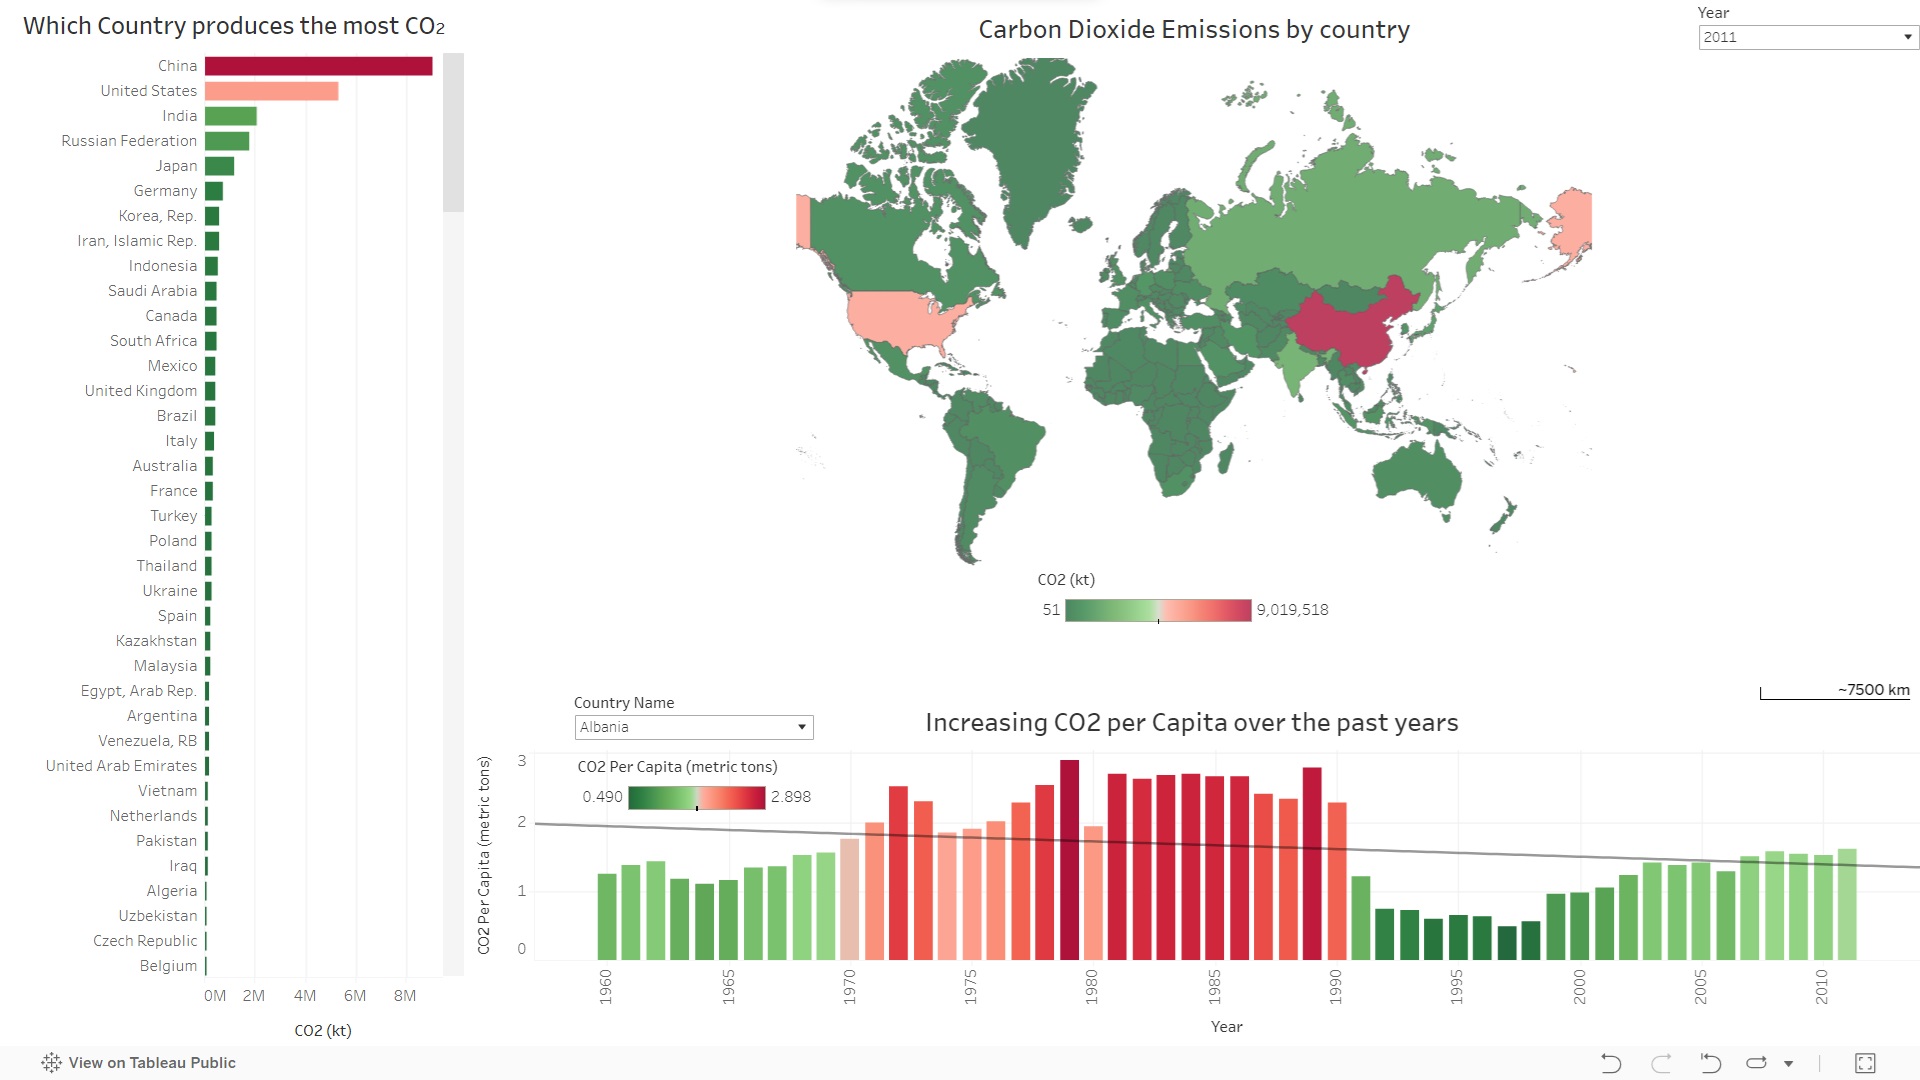 Which Country produces the most CO₂
China
United States
India
Russian Federation
Japan
Germany
Korea, Rep.
Iran, Islamic Rep.
Indonesia
Saudi Arabia
Canada
South Africa
Mexico
United Kingdom
Brazil
Italy
Australia
France
Turkey
Poland
Thailand
Ukraine
Spain
Kazakhstan
Malaysia
Egypt, Arab Rep.
Argentina
Venezuela, RB
United Arab Emirates
Vietnam
Netherlands
Pakistan
Iraq
Algeria
Uzbekistan
Czech Republic
Belgium
0M 2M 4M 6M 8M
CO2 (kt)
Carbon Dioxide Emissions by country
Year
2011
CO2 (kt)
51 9,019,518
~7500 km
Country Name
Albania
Increasing CO2 per Capita over the past years
CO2 Per Capita (metric tons)
0.490 2.898
CO2 Per Capita (metric tons)
3
2
1
0
1960 1965 1970 1975 1980 1985 1990 1995 2000 2005 2010
Year
View on Tableau Public